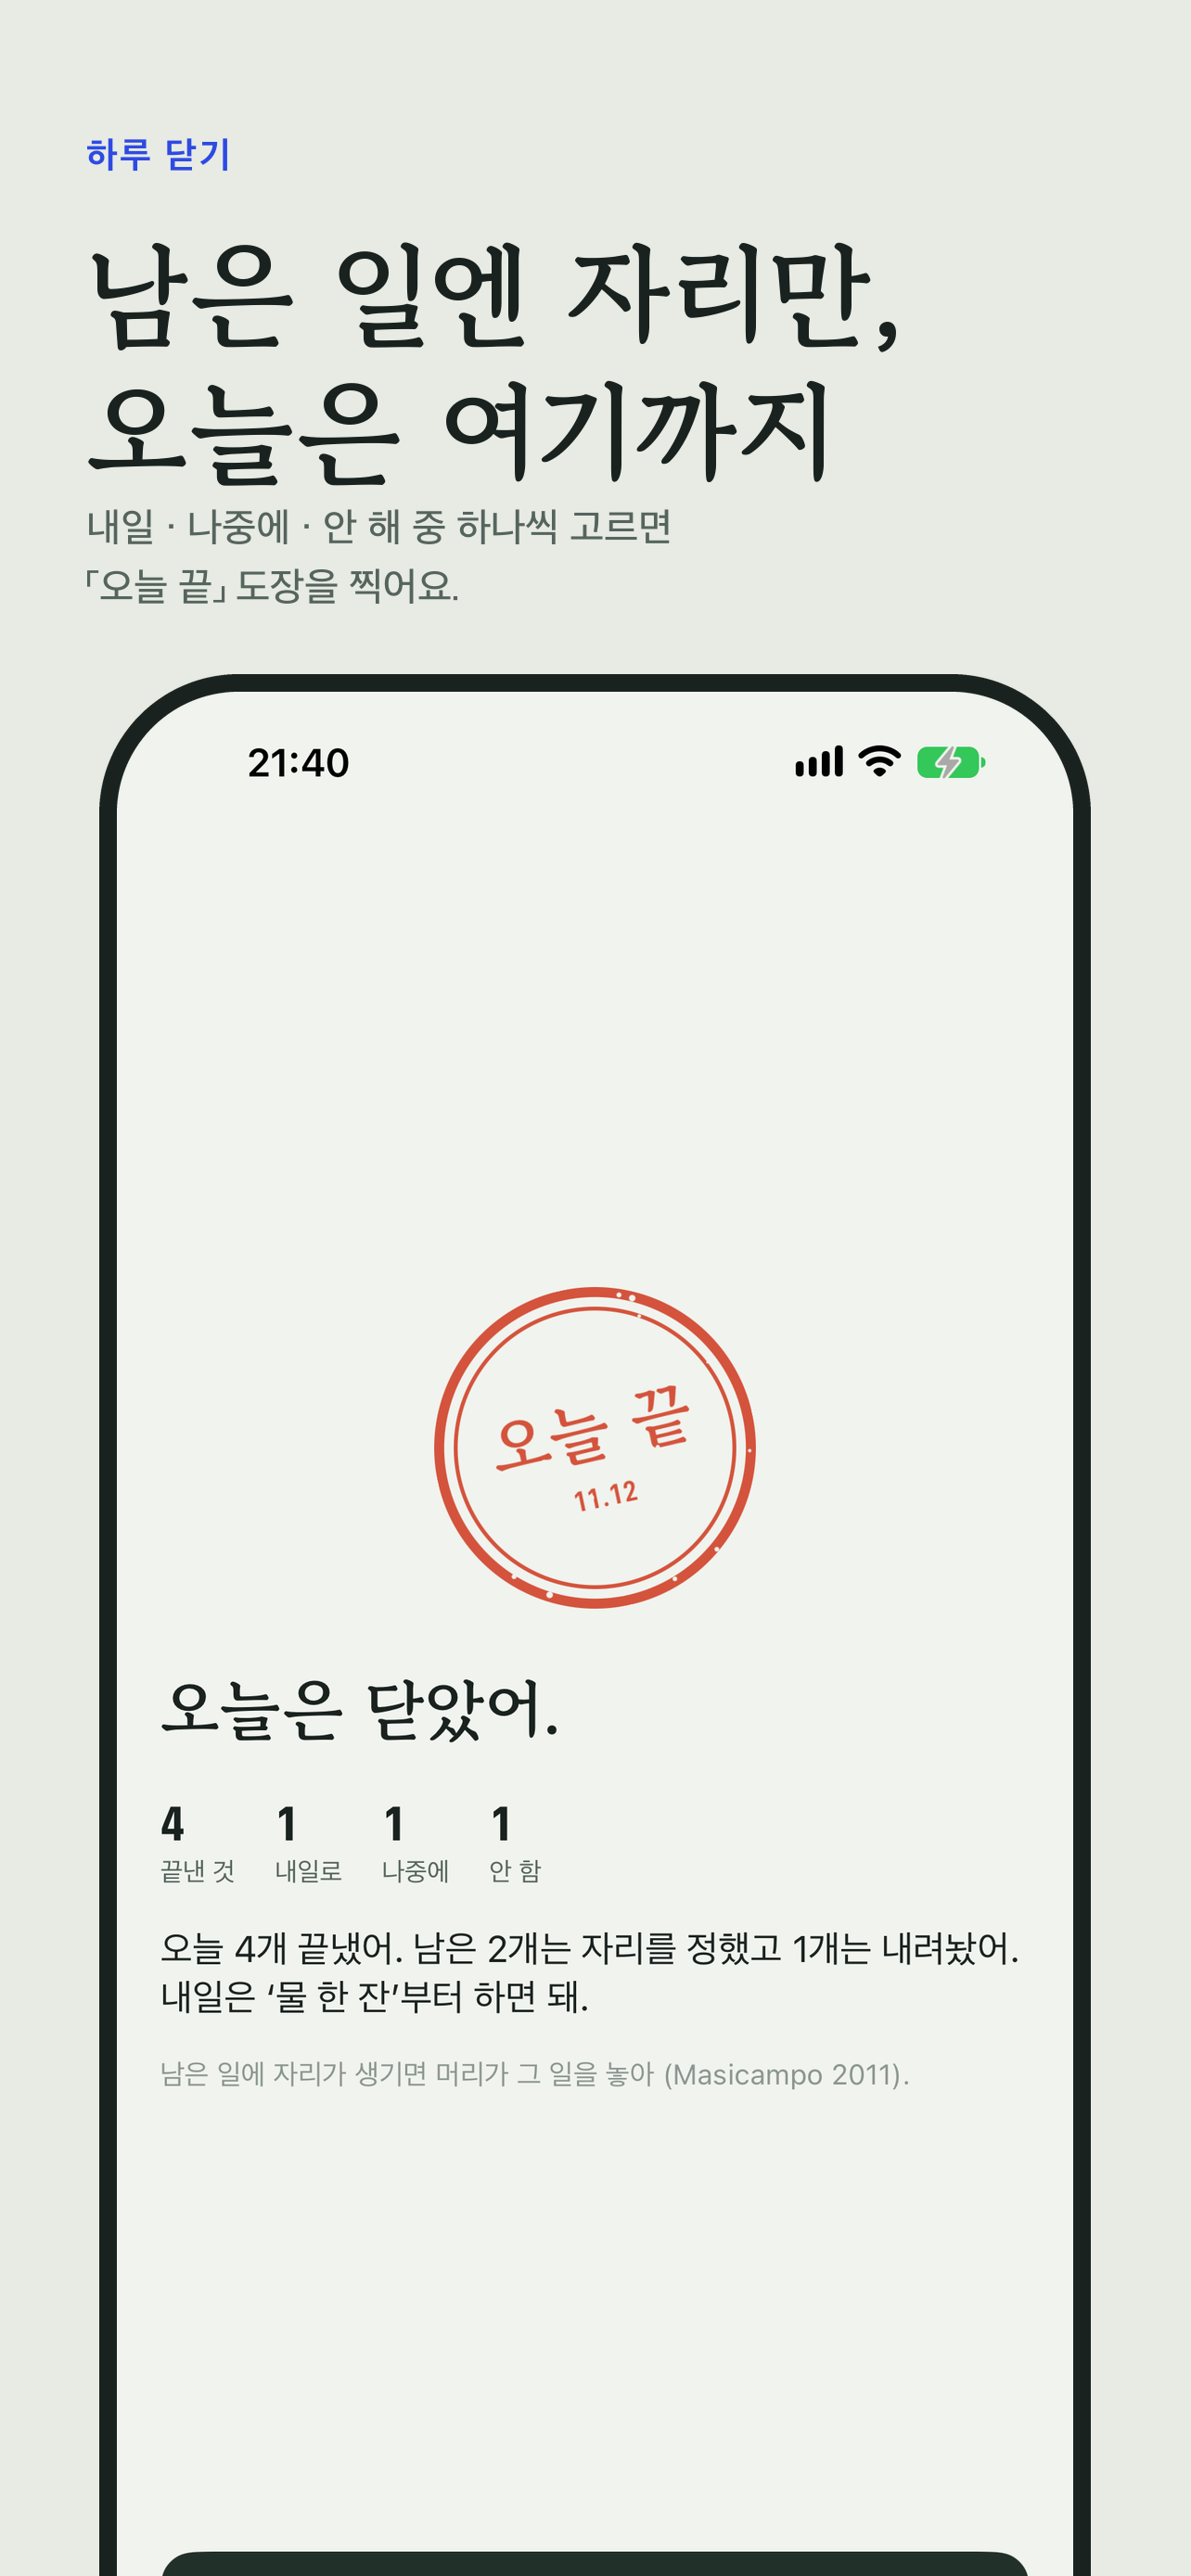 하루 닫기
남은 일엔 자리만,
오늘은 여기까지
내일 · 나중에 · 안 해 중 하나씩 고르면
「오늘 끝」 도장을 찍어요.
21:40
오늘 끝
11.12
오늘은 닫았어.
4 1 1 1
끝낸 것 내일로 나중에 안 함
오늘 4개 끝냈어. 남은 2개는 자리를 정했고 1개는 내려놨어.
내일은 ‘물 한 잔’부터 하면 돼.
남은 일에 자리가 생기면 머리가 그 일을 놓아 (Masicampo 2011).